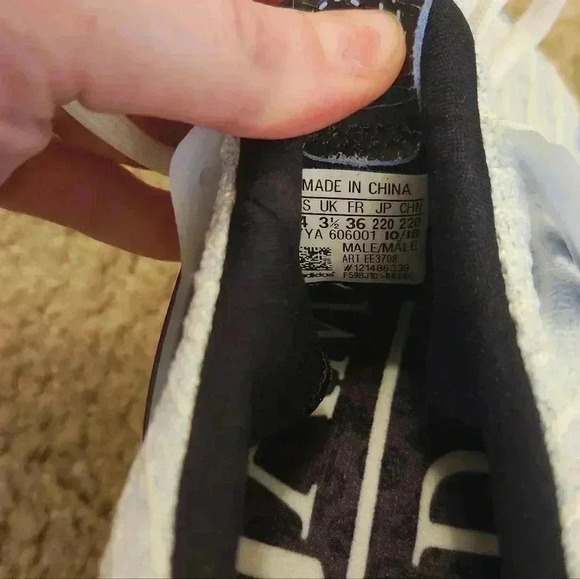 MADE IN CHINA
S UK FR JP CHN
4 3½ 36 220 220
YA 606001 10/18
MALE/MALE
ART EE3708
adidas
D